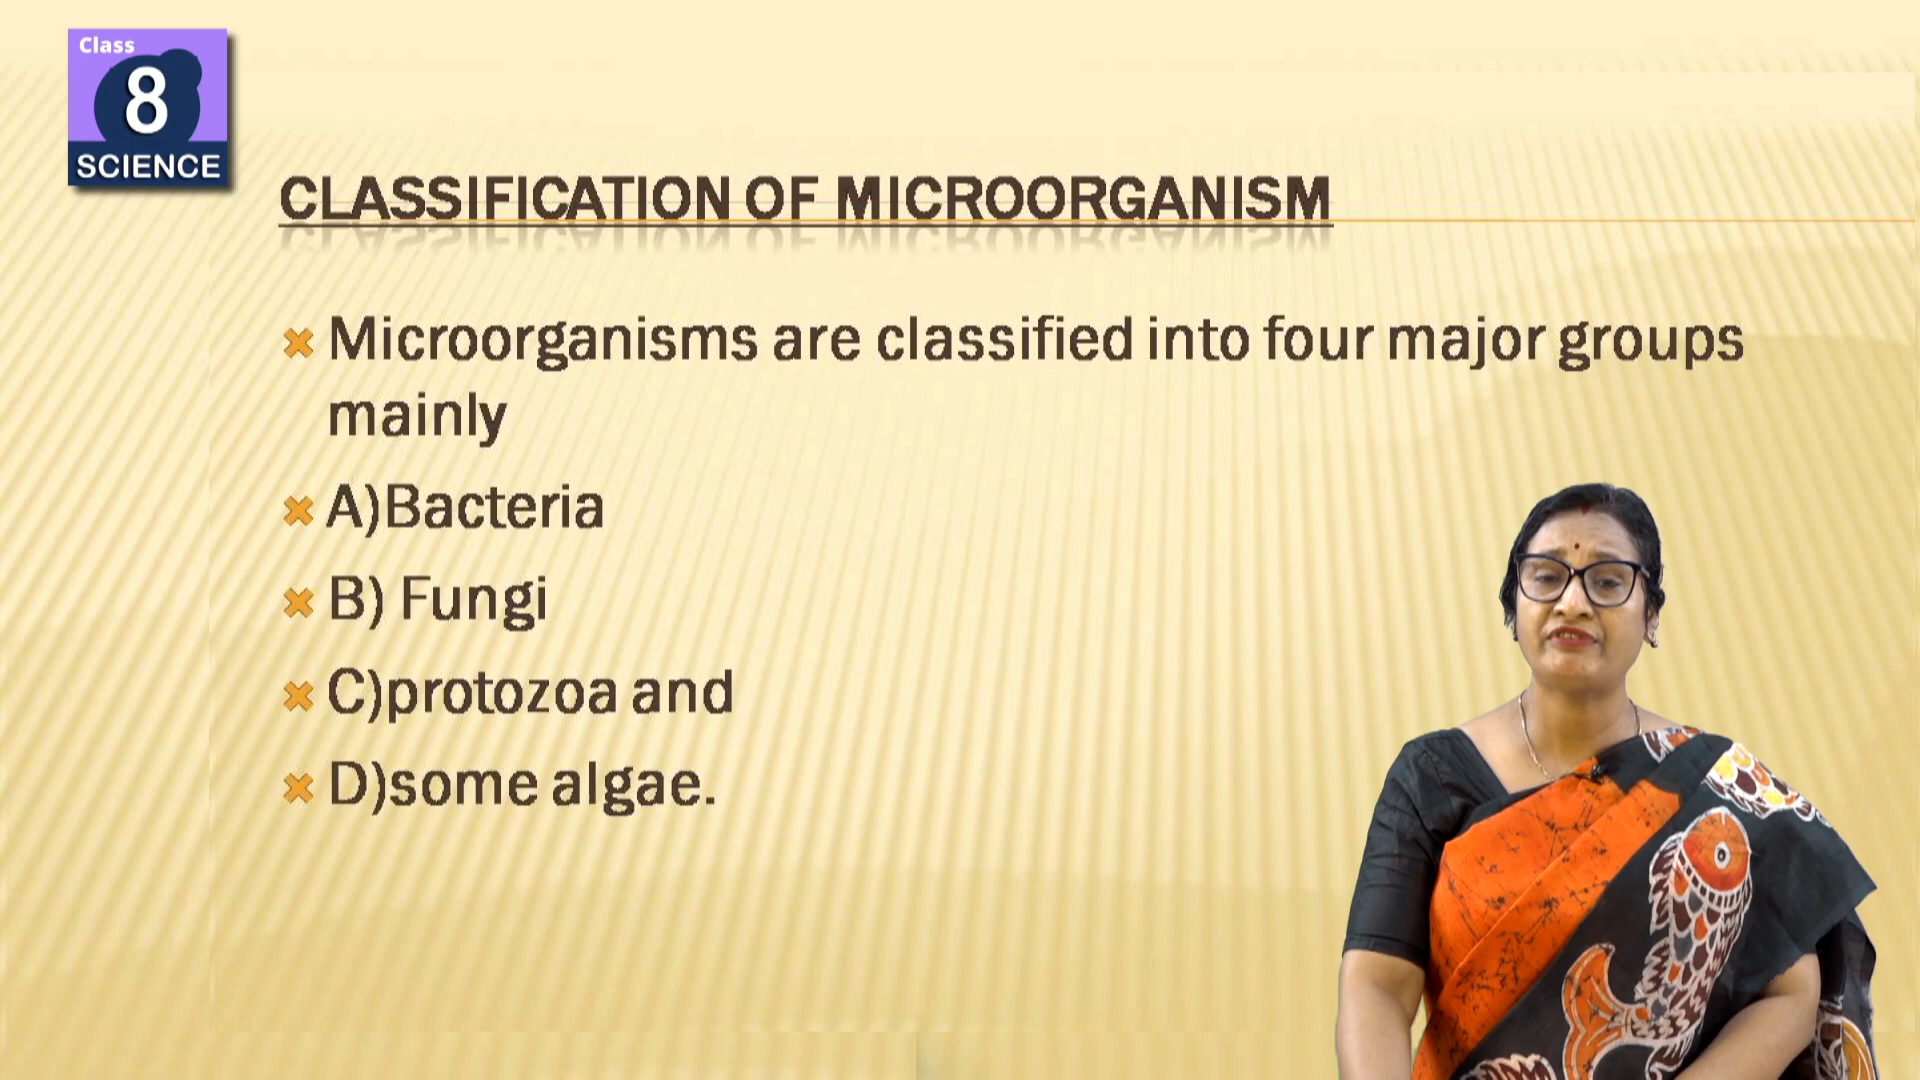 Class
8
SCIENCE
CLASSIFICATION OF MICROORGANISM
Microorganisms are classified into four major groups
mainly
A)Bacteria
B) Fungi
C)protozoa and
D)some algae.